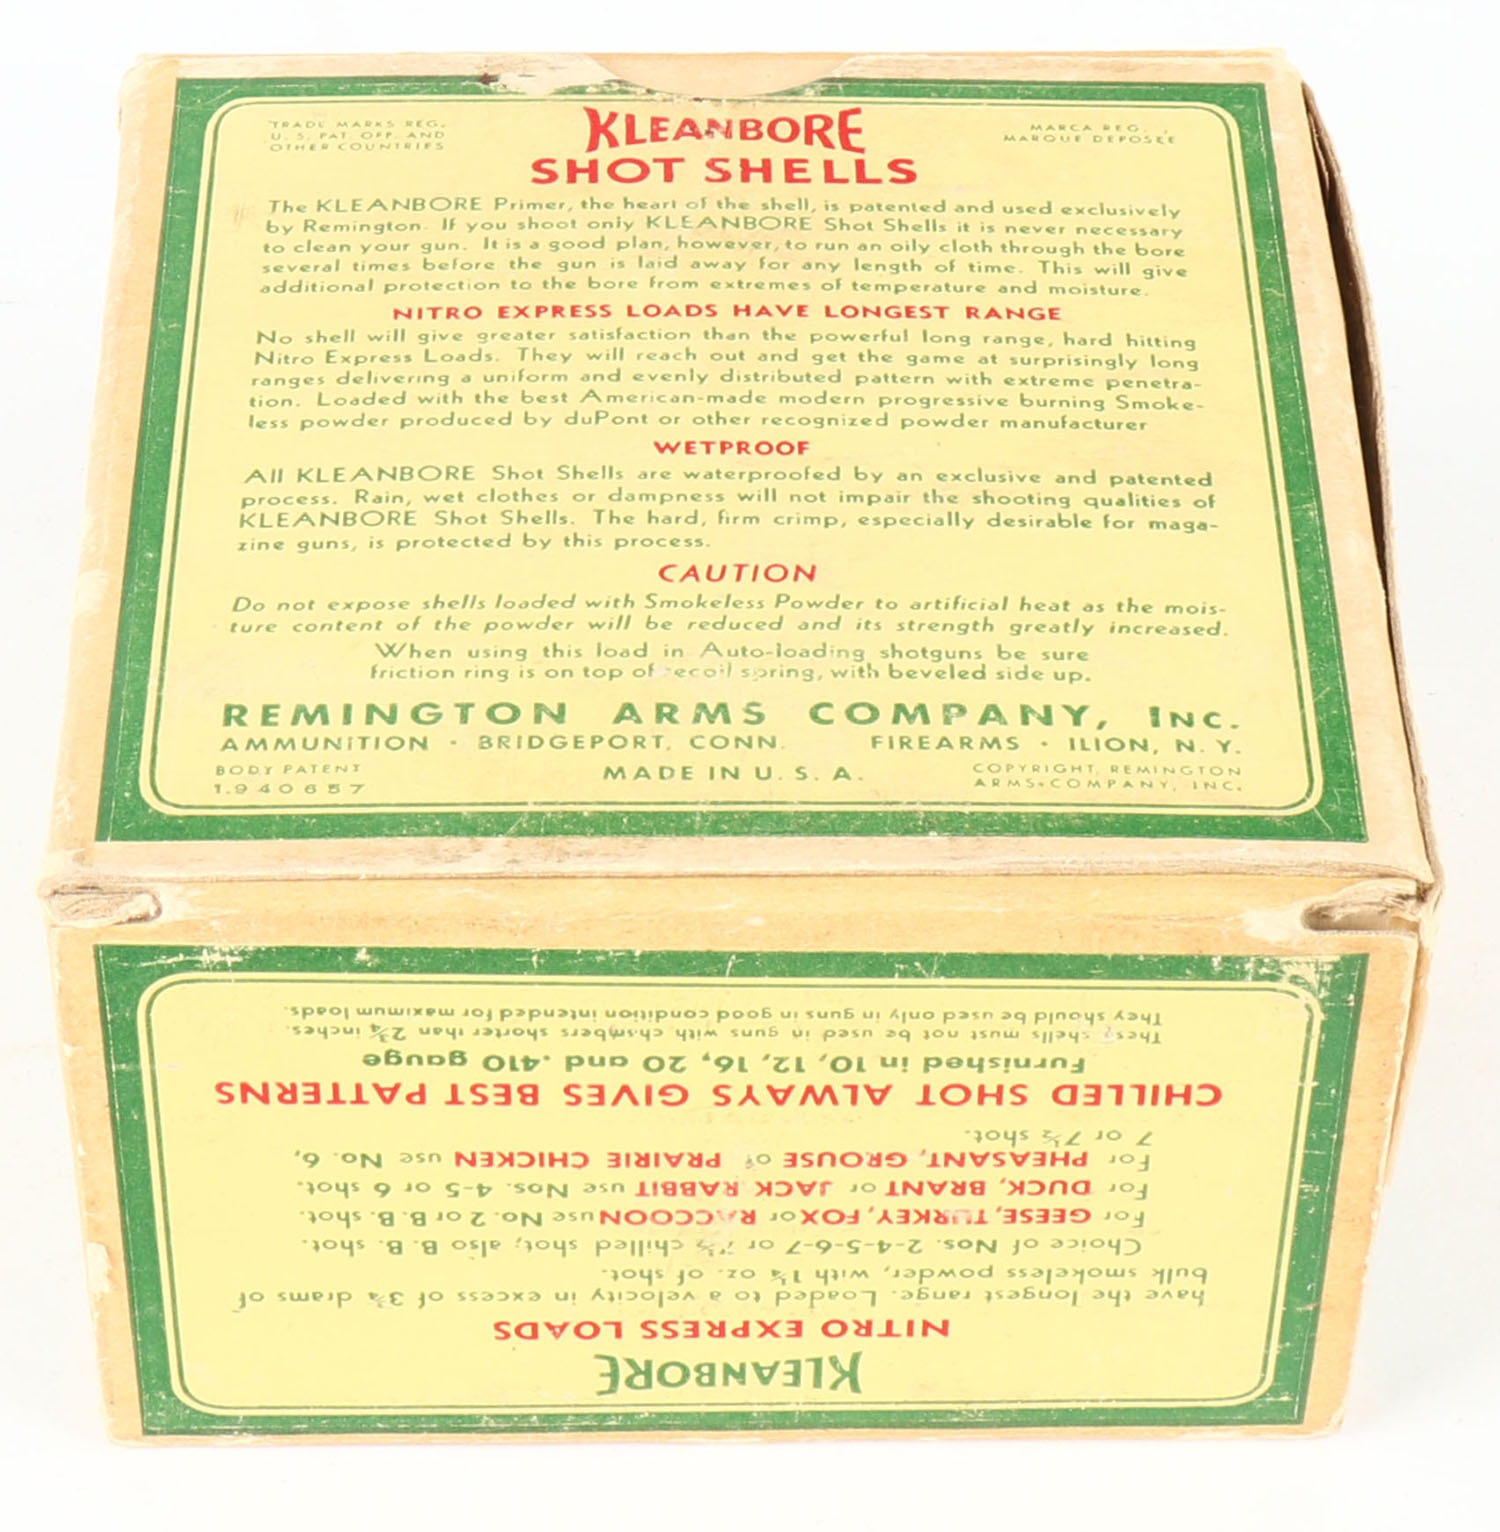 TRADE MARKS REG.
U. S. PAT. OFF. AND
OTHER COUNTRIES
MARCA REG.
MARQUE DEPOSEE
KLEANBORE
SHOT SHELLS
The KLEANBORE Primer, the heart of the shell, is patented and used exclusively
by Remington. If you shoot only KLEANBORE Shot Shells it is never necessary
to clean your gun. It is a good plan, however, to run an oily cloth through the bore
several times before the gun is laid away for any length of time. This will give
additional protection to the bore from extremes of temperature and moisture.
NITRO EXPRESS LOADS HAVE LONGEST RANGE
No shell will give greater satisfaction than the powerful long range, hard hitting
Nitro Express Loads. They will reach out and get the game at surprisingly long
ranges delivering a uniform and evenly distributed pattern with extreme penetra-
tion. Loaded with the best American-made modern progressive burning Smoke-
less powder produced by duPont or other recognized powder manufacturer
WETPROOF
All KLEANBORE Shot Shells are waterproofed by an exclusive and patented
process. Rain, wet clothes or dampness will not impair the shooting qualities of
KLEANBORE Shot Shells. The hard, firm crimp, especially desirable for maga-
zine guns, is protected by this process.
CAUTION
Do not expose shells loaded with Smokeless Powder to artificial heat as the mois-
ture content of the powder will be reduced and its strength greatly increased.
When using this load in Auto-loading shotguns be sure
friction ring is on top of recoil spring, with beveled side up.
REMINGTON ARMS COMPANY, INC.
AMMUNITION · BRIDGEPORT, CONN. FIREARMS · ILION, N. Y.
BODY PATENT
1.940657
MADE IN U. S. A.
COPYRIGHT, REMINGTON
ARMS COMPANY, INC.
KLEANBORE
NITRO EXPRESS LOADS
have the longest range. Loaded to a velocity in excess of 3¾ drams of
bulk smokeless powder, with 1¼ oz. of shot.
Choice of Nos. 2-4-5-6-7 or 7½ chilled shot; also B. B. shot.
For GEESE, TURKEY, FOX or RACCOON use No. 2 or B. B. shot.
For DUCK, BRANT or JACK RABBIT use Nos. 4-5 or 6 shot.
For PHEASANT, GROUSE or PRAIRIE CHICKEN use No. 6,
7 or 7½ shot.
CHILLED SHOT ALWAYS GIVES BEST PATTERNS
Furnished in 10, 12, 16, 20 and .410 gauge
These shells must not be used in guns with chambers shorter than 2¾ inches.
They should be used only in guns in good condition intended for maximum loads.